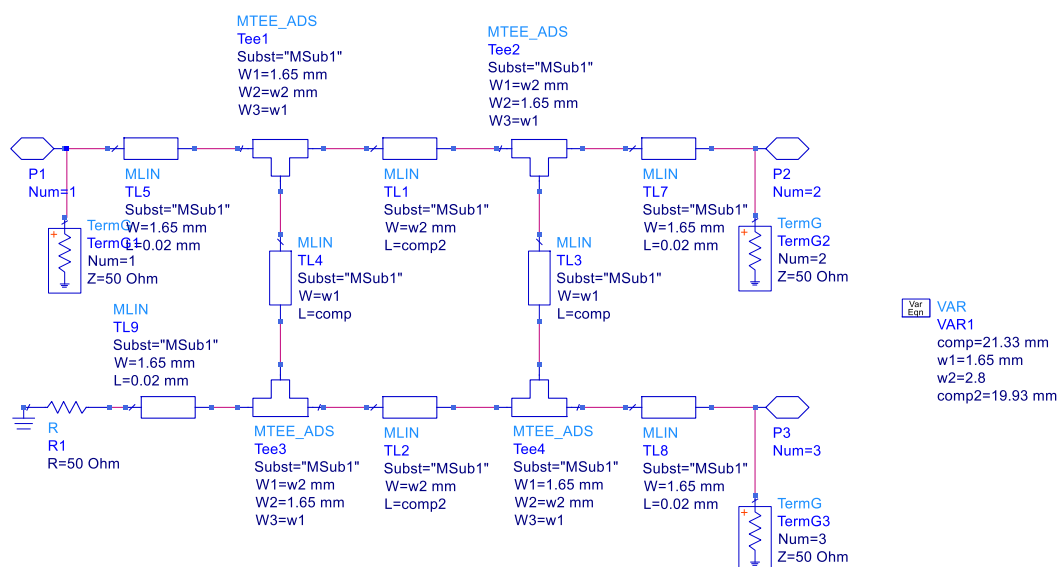 MTEE_ADS
Tee1
Subst="MSub1"
W1=1.65 mm
W2=w2 mm
W3=w1
MTEE_ADS
Tee2
Subst="MSub1"
W1=w2 mm
W2=1.65 mm
W3=w1
P1
Num=1
MLIN
TL5
Subst="MSub1"
W=1.65 mm
L=0.02 mm
MLIN
TL1
Subst="MSub1"
W=w2 mm
L=comp2
MLIN
TL7
Subst="MSub1"
W=1.65 mm
L=0.02 mm
P2
Num=2
TermG
TermG1
Num=1
Z=50 Ohm
MLIN
TL4
Subst="MSub1"
W=w1
L=comp
MLIN
TL3
Subst="MSub1"
W=w1
L=comp
TermG
TermG2
Num=2
Z=50 Ohm
Var
Eqn
VAR
VAR1
comp=21.33 mm
w1=1.65 mm
w2=2.8
comp2=19.93 mm
MLIN
TL9
Subst="MSub1"
W=1.65 mm
L=0.02 mm
R
R1
R=50 Ohm
MTEE_ADS
Tee3
Subst="MSub1"
W1=w2 mm
W2=1.65 mm
W3=w1
MLIN
TL2
Subst="MSub1"
W=w2 mm
L=comp2
MTEE_ADS
Tee4
Subst="MSub1"
W1=1.65 mm
W2=w2 mm
W3=w1
MLIN
TL8
Subst="MSub1"
W=1.65 mm
L=0.02 mm
P3
Num=3
TermG
TermG3
Num=3
Z=50 Ohm